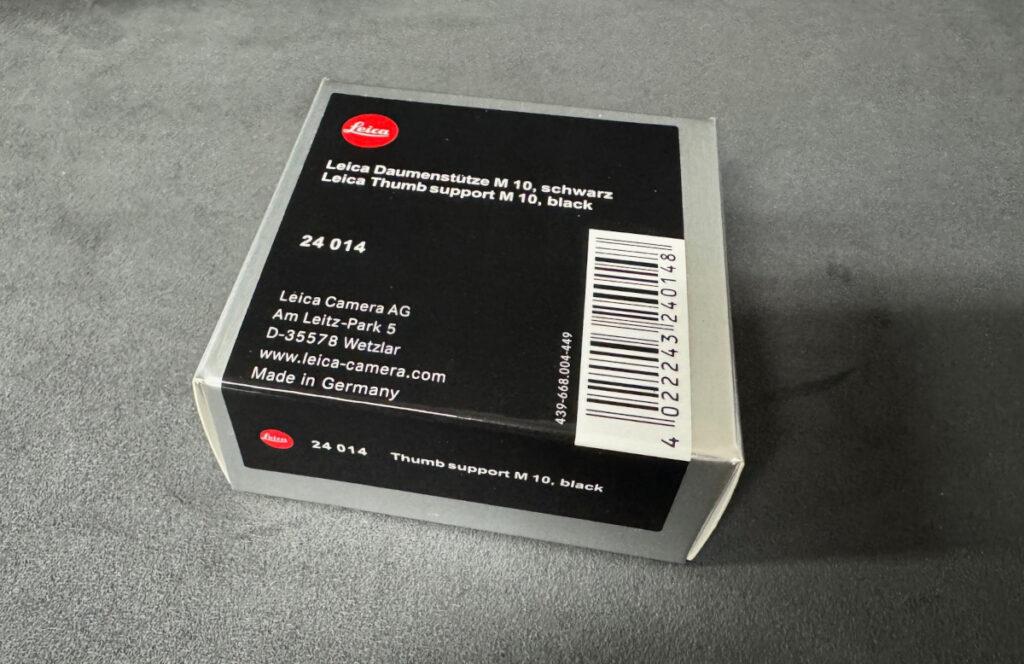 Leica
Leica Daumenstütze M 10, schwarz
Leica Thumb support M 10, black
24 014
Leica Camera AG
Am Leitz-Park 5
D-35578 Wetzlar
www.leica-camera.com
Made in Germany
439-668.004-449
4 022243 240148
Leica
24 014 Thumb support M 10, black